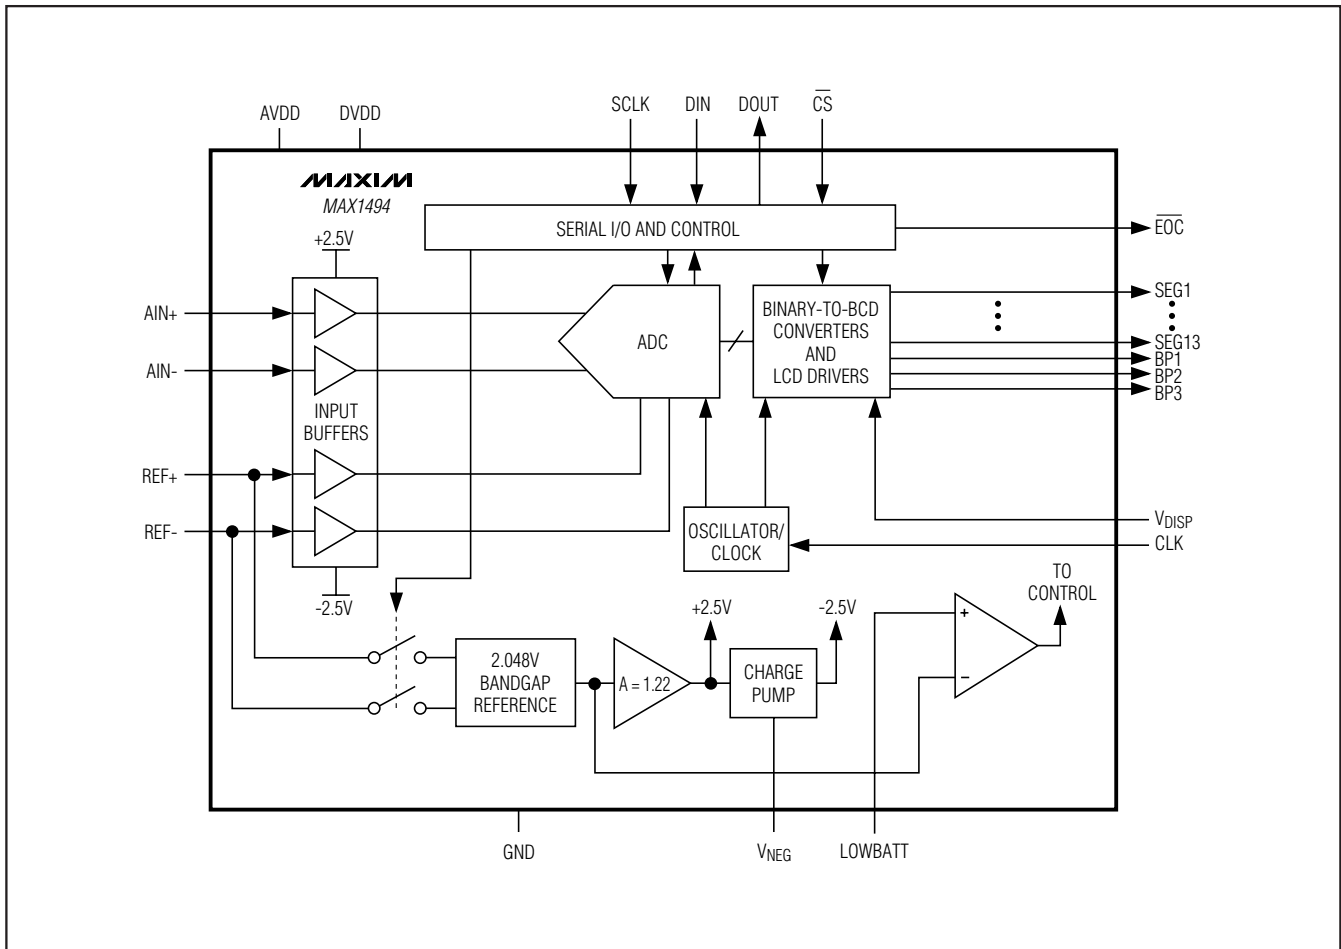 AVDD
DVDD
SCLK
DIN
DOUT
C̅S̅
MAXIM
MAX1494
+2.5V
SERIAL I/O AND CONTROL
E̅O̅C̅
AIN+
AIN-
INPUT
BUFFERS
ADC
BINARY-TO-BCD
CONVERTERS
AND
LCD DRIVERS
SEG1
SEG13
BP1
BP2
BP3
REF+
REF-
-2.5V
OSCILLATOR/
CLOCK
VDISP
CLK
2.048V
BANDGAP
REFERENCE
A = 1.22
+2.5V
CHARGE
PUMP
-2.5V
+
−
TO
CONTROL
GND
VNEG
LOWBATT